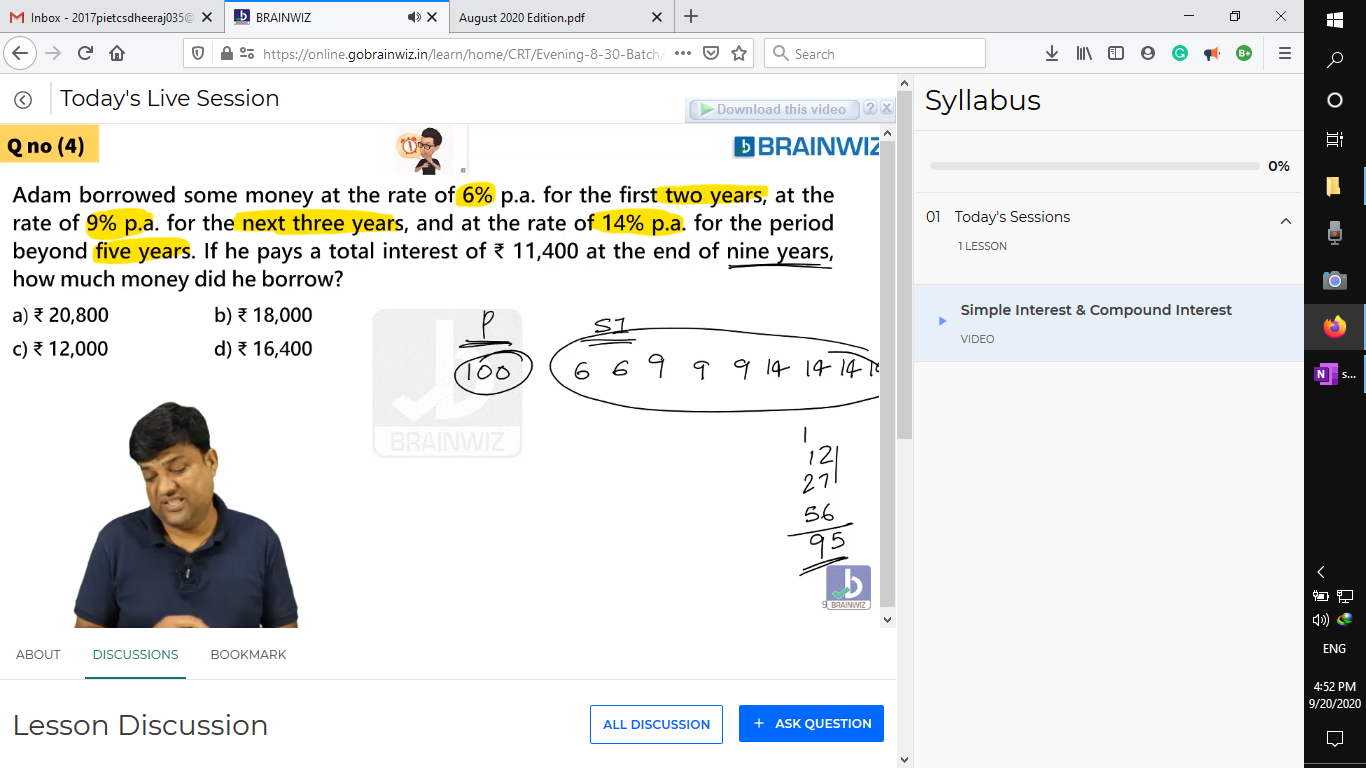 Inbox - 2017pietcsdheeraj035@
BRAINWIZ
August 2020 Edition.pdf
https://online.gobrainwiz.in/learn/home/CRT/Evening-8-30-Batch/
Search
Today's Live Session
Download this video
Syllabus
Q no (4)
BRAINWIZ
0%
Adam borrowed some money at the rate of 6% p.a. for the first two years, at the
rate of 9% p.a. for the next three years, and at the rate of 14% p.a. for the period
beyond five years. If he pays a total interest of ₹ 11,400 at the end of nine years,
how much money did he borrow?
01 Today's Sessions
1 LESSON
a) ₹ 20,800 b) ₹ 18,000
c) ₹ 12,000 d) ₹ 16,400
Simple Interest & Compound Interest
VIDEO
P SI
100 6 6 9 9 9 14 14 14
BRAINWIZ
1
12
27
56
95
BRAINWIZ
ABOUT DISCUSSIONS BOOKMARK
Lesson Discussion
ALL DISCUSSION
+ ASK QUESTION
N s...
ENG
4:52 PM
9/20/2020